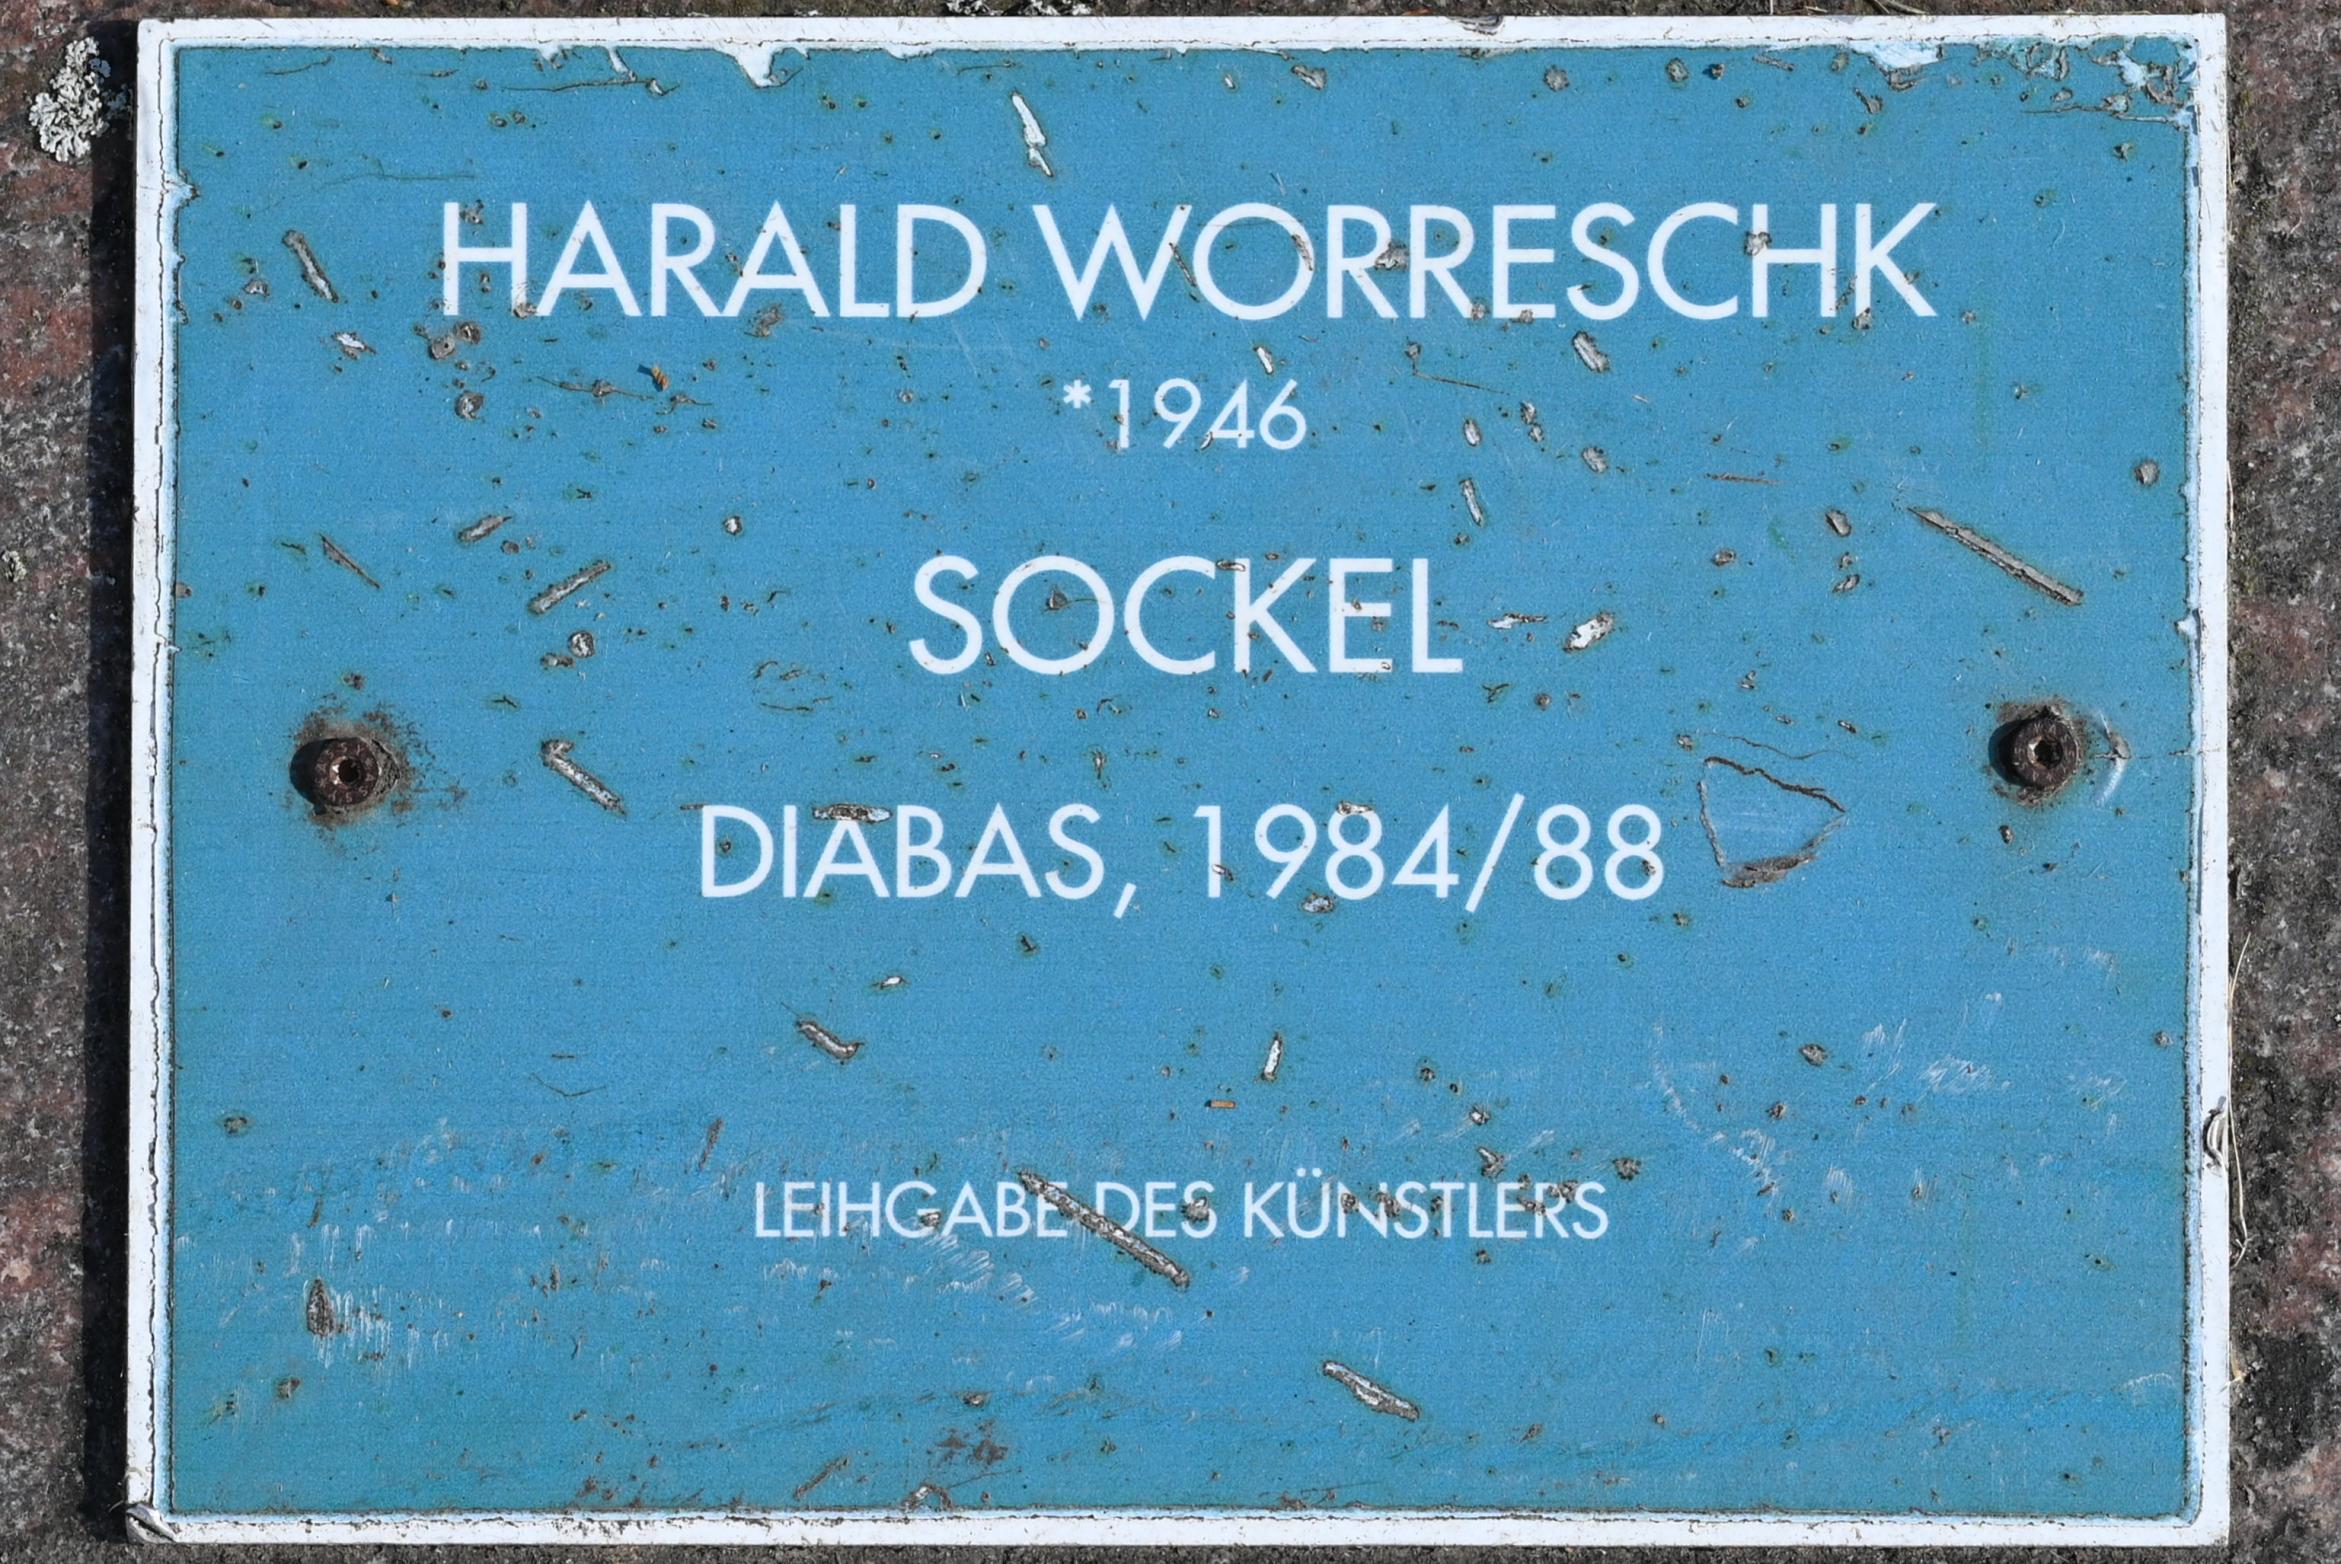 HARALD WORRESCHK
*1946
SOCKEL
DIABAS, 1984/88
LEIHGABE DES KÜNSTLERS